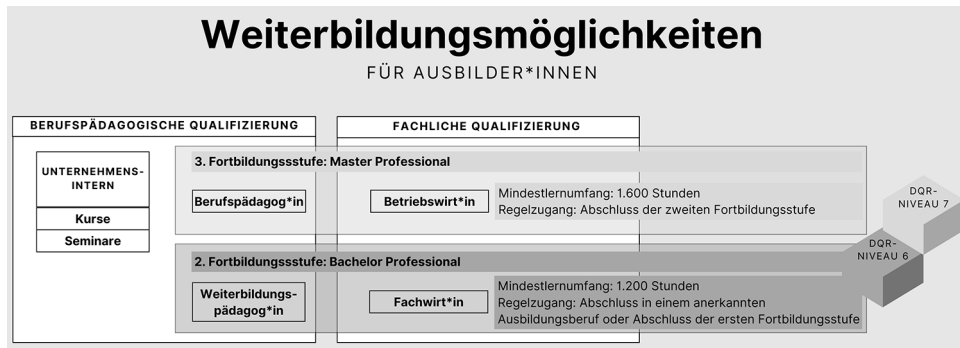 Weiterbildungsmöglichkeiten
FÜR AUSBILDER*INNEN
BERUFSPÄDAGOGISCHE QUALIFIZIERUNG
FACHLICHE QUALIFIZIERUNG
UNTERNEHMENS-
INTERN
Kurse
Seminare
3. Fortbildungssstufe: Master Professional
Berufspädagog*in
Betriebswirt*in
Mindestlernumfang: 1.600 Stunden
Regelzugang: Abschluss der zweiten Fortbildungsstufe
DQR-
NIVEAU 7
2. Fortbildungssstufe: Bachelor Professional
Weiterbildungs-
pädagog*in
Fachwirt*in
Mindestlernumfang: 1.200 Stunden
Regelzugang: Abschluss in einem anerkannten
Ausbildungsberuf oder Abschluss der ersten Fortbildungsstufe
DQR-
NIVEAU 6